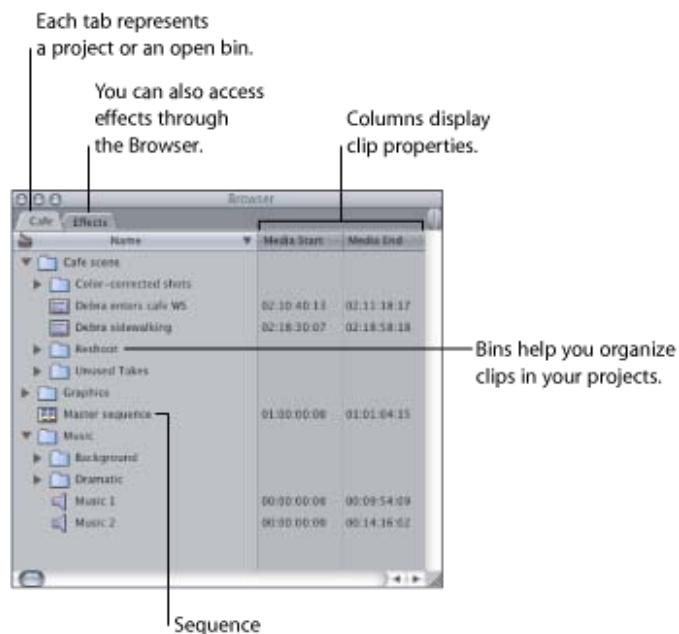 Each tab represents
a project or an open bin.
You can also access
effects through
the Browser.
Columns display
clip properties.
Browser
Cafe Effects
Name Media Start Media End
Cafe scene
Color-corrected shots
Debra enters cafe WS 02:10:40:13 02:11:18:17
Debra sidewalking 02:18:30:07 02:18:58:18
Reshoot
Bins help you organize
clips in your projects.
Unused Takes
Graphics
Master sequence 01:00:00:00 01:01:04:15
Music
Background
Dramatic
Music 1 00:00:00:00 00:09:54:09
Music 2 00:00:00:00 00:14:16:02
Sequence